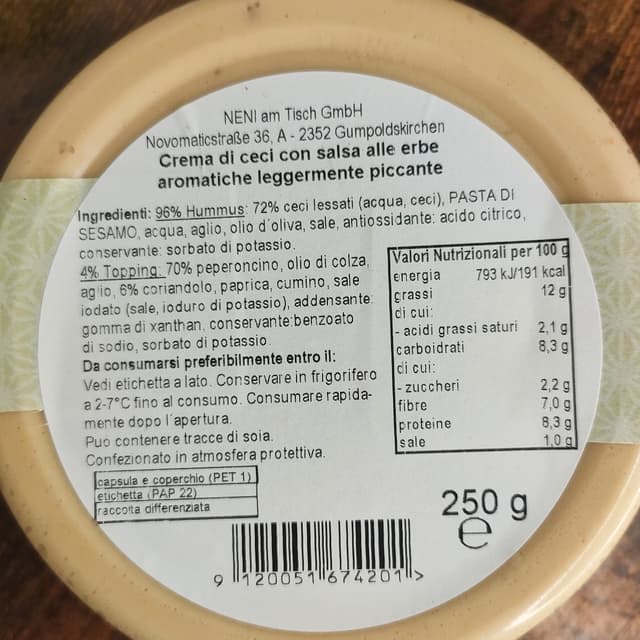 NENI am Tisch GmbH
Novomaticstraße 36, A - 2352 Gumpoldskirchen
Crema di ceci con salsa alle erbe
aromatiche leggermente piccante
Ingredienti: 96% Hummus: 72% ceci lessati (acqua, ceci), PASTA DI
SESAMO, acqua, aglio, olio d'oliva, sale, antiossidante: acido citrico,
conservante: sorbato di potassio.
4% Topping: 70% peperoncino, olio di colza,
aglio, 6% coriandolo, paprica, cumino, sale
iodato (sale, ioduro di potassio), addensante:
gomma di xanthan, conservante:benzoato
di sodio, sorbato di potassio.
Da consumarsi preferibilmente entro il:
Vedi etichetta a lato. Conservare in frigorifero
a 2-7°C fino al consumo. Consumare rapida-
mente dopo l'apertura.
Può contenere tracce di soia.
Confezionato in atmosfera protettiva.
capsula e coperchio (PET 1)
etichetta (PAP 22)
raccolta differenziata
Valori Nutrizionali per 100 g
energia 793 kJ/191 kcal
grassi 12 g
di cui:
- acidi grassi saturi 2,1 g
carboidrati 8,3 g
di cui:
- zuccheri 2,2 g
fibre 7,0 g
proteine 8,3 g
sale 1,0 g
250 g
e
9 120051 674201 >